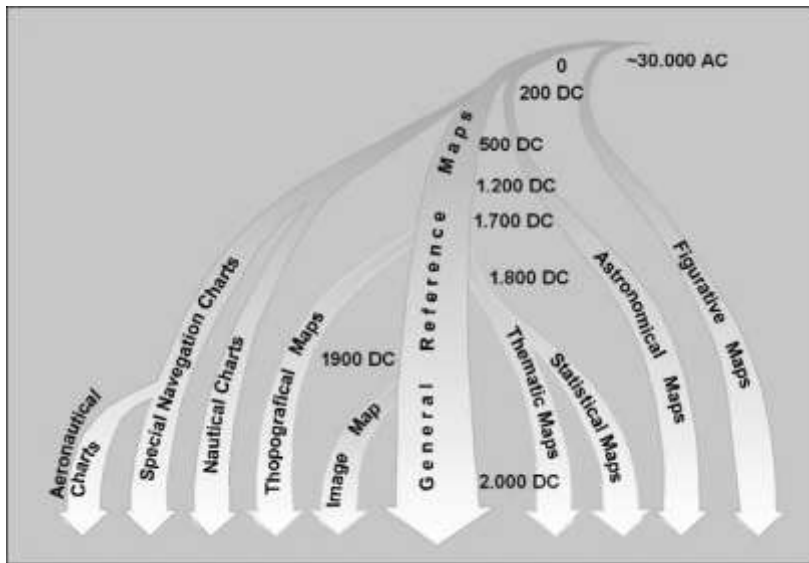 ~30.000 AC
0
200 DC
500 DC
1.200 DC
1.700 DC
1.800 DC
1900 DC
2.000 DC
Aeronautical
Charts
Special Navegation Charts
Nautical Charts
Thopografical Maps
Image Map
General Reference Maps
Thematic Maps
Statistical Maps
Astronomical Maps
Figurative Maps